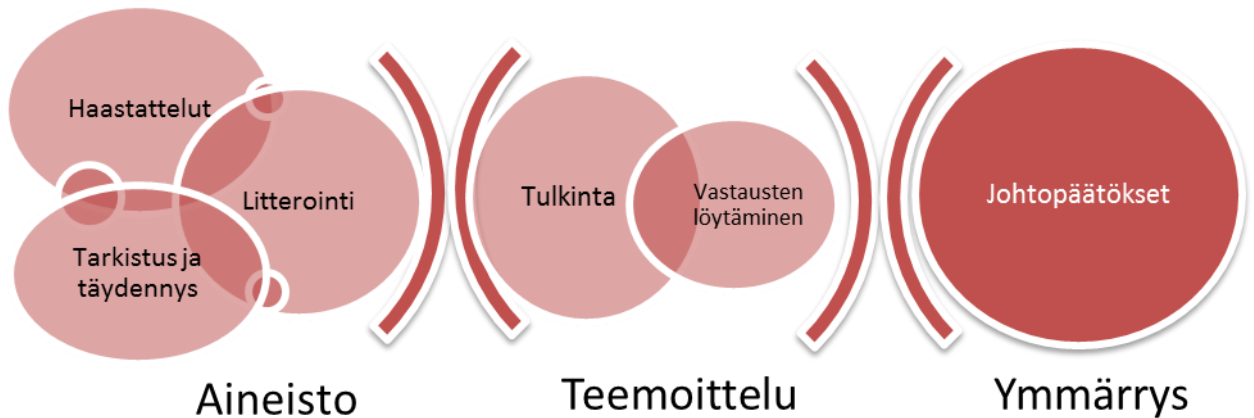 Haastattelut
Litterointi
Tarkistus ja
täydennys
Aineisto
Tulkinta
Vastausten
löytäminen
Teemoittelu
Johtopäätökset
Ymmärrys